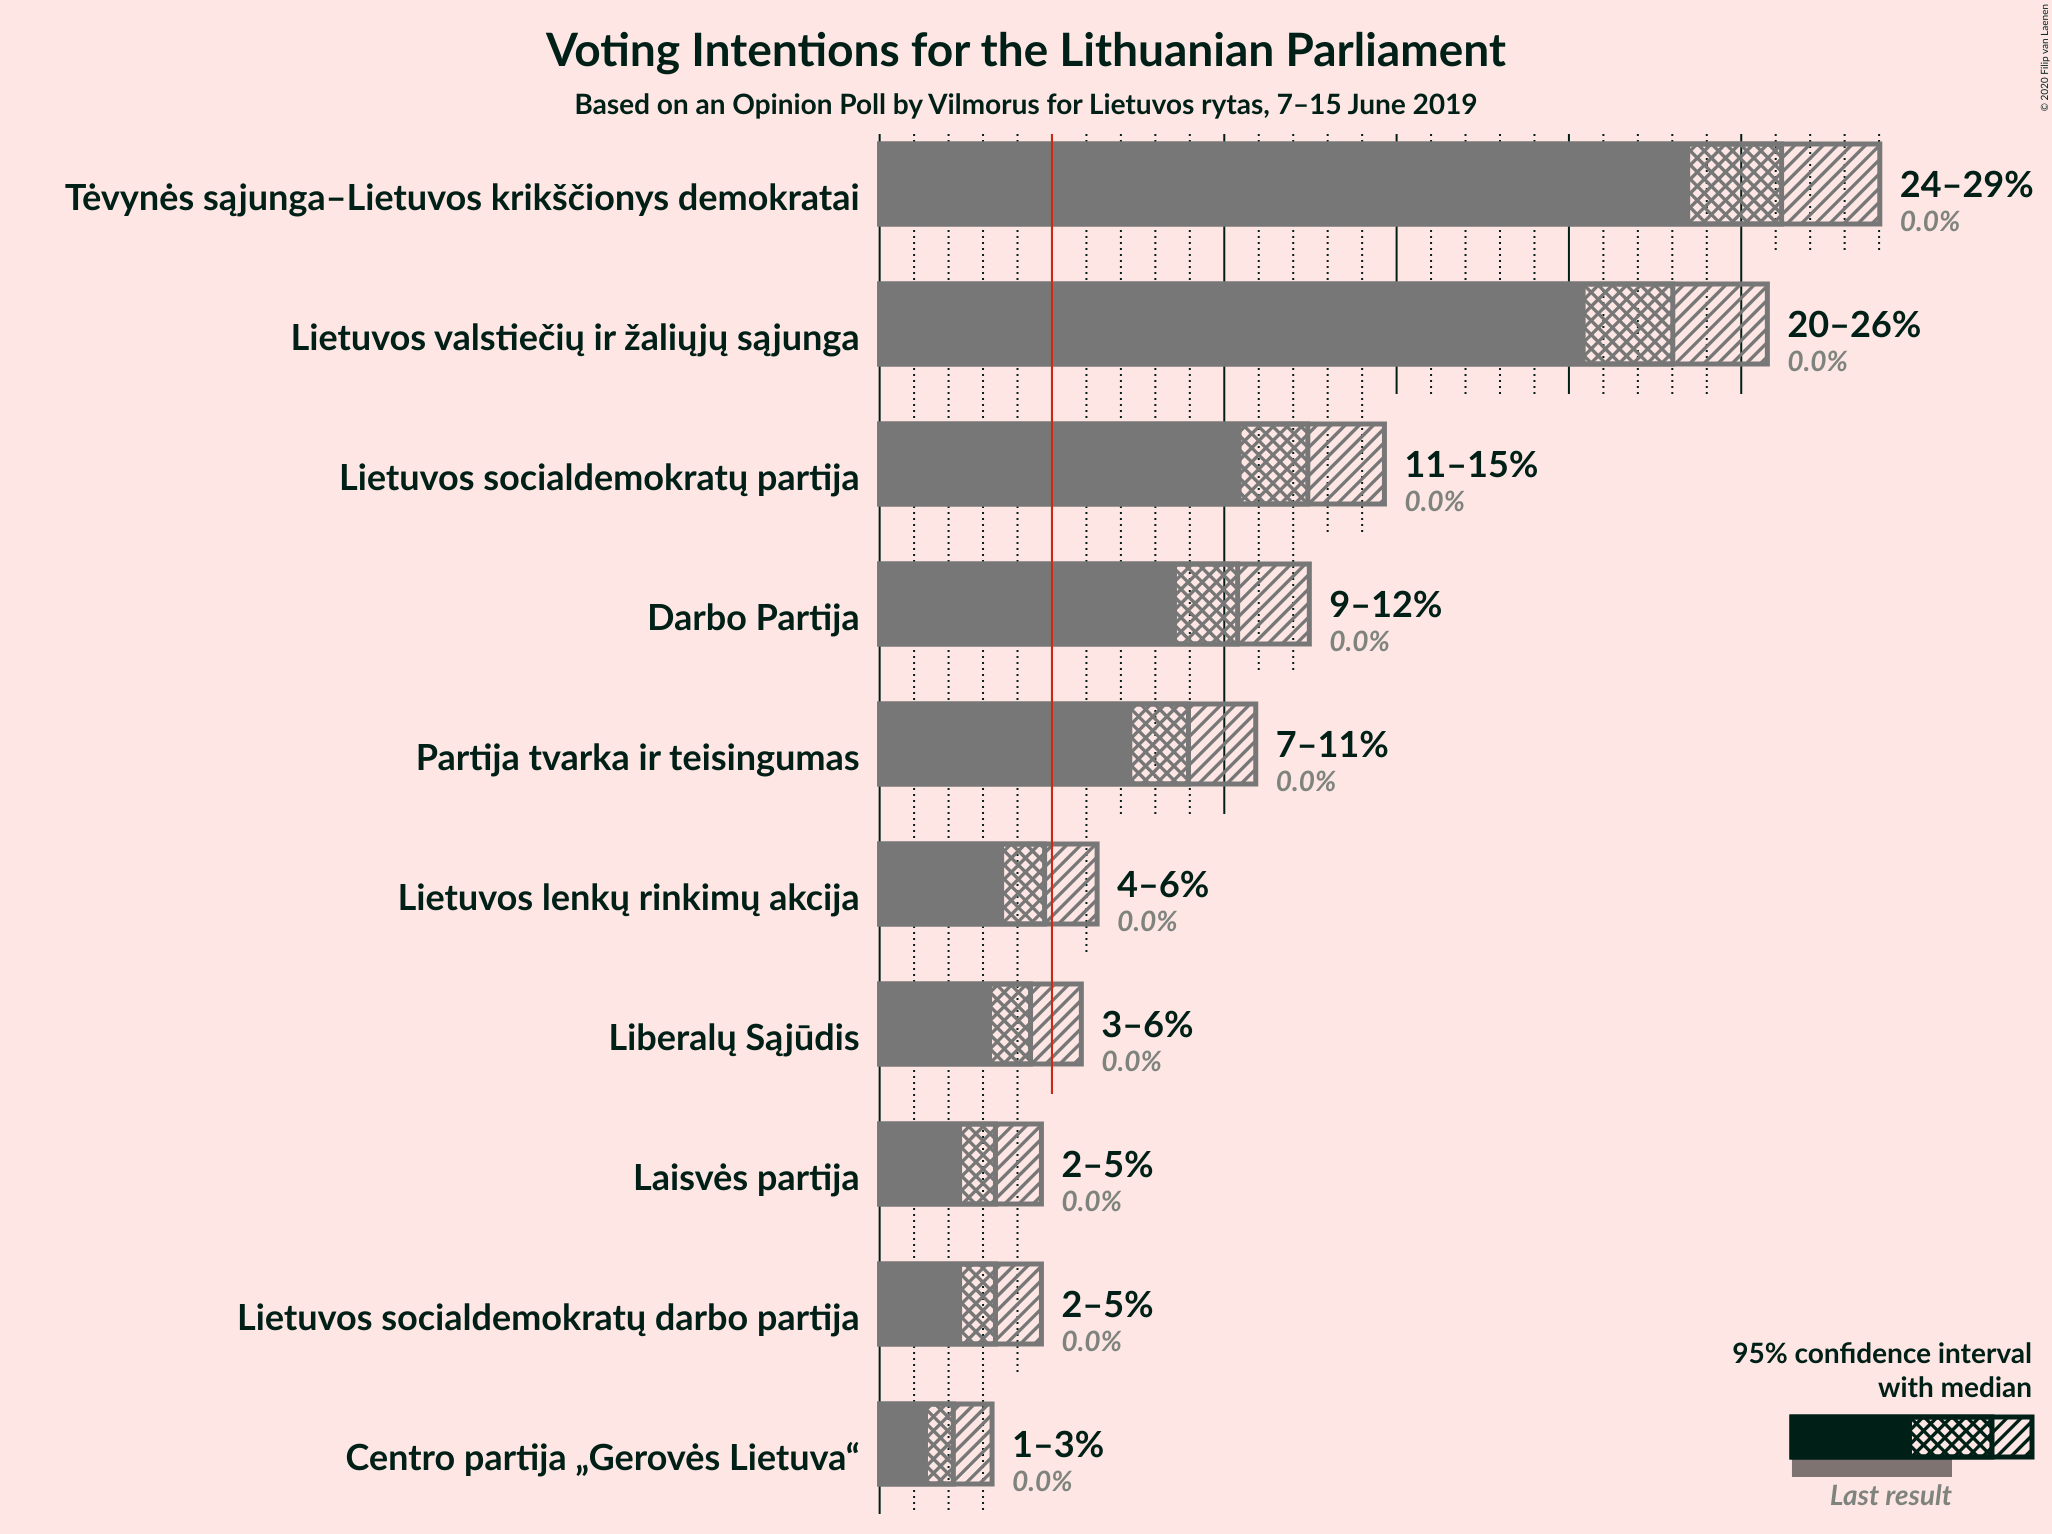 Voting Intentions for the Lithuanian Parliament
Based on an Opinion Poll by Vilmorus for Lietuvos rytas, 7–15 June 2019
© 2020 Filip van Laenen
Tėvynės sąjunga–Lietuvos krikščionys demokratai
24–29%
0.0%
Lietuvos valstiečių ir žaliųjų sąjunga
20–26%
0.0%
Lietuvos socialdemokratų partija
11–15%
0.0%
Darbo Partija
9–12%
0.0%
Partija tvarka ir teisingumas
7–11%
0.0%
Lietuvos lenkų rinkimų akcija
4–6%
0.0%
Liberalų Sąjūdis
3–6%
0.0%
Laisvės partija
2–5%
0.0%
Lietuvos socialdemokratų darbo partija
2–5%
0.0%
Centro partija „Gerovės Lietuva“
1–3%
0.0%
95% confidence interval
with median
Last result